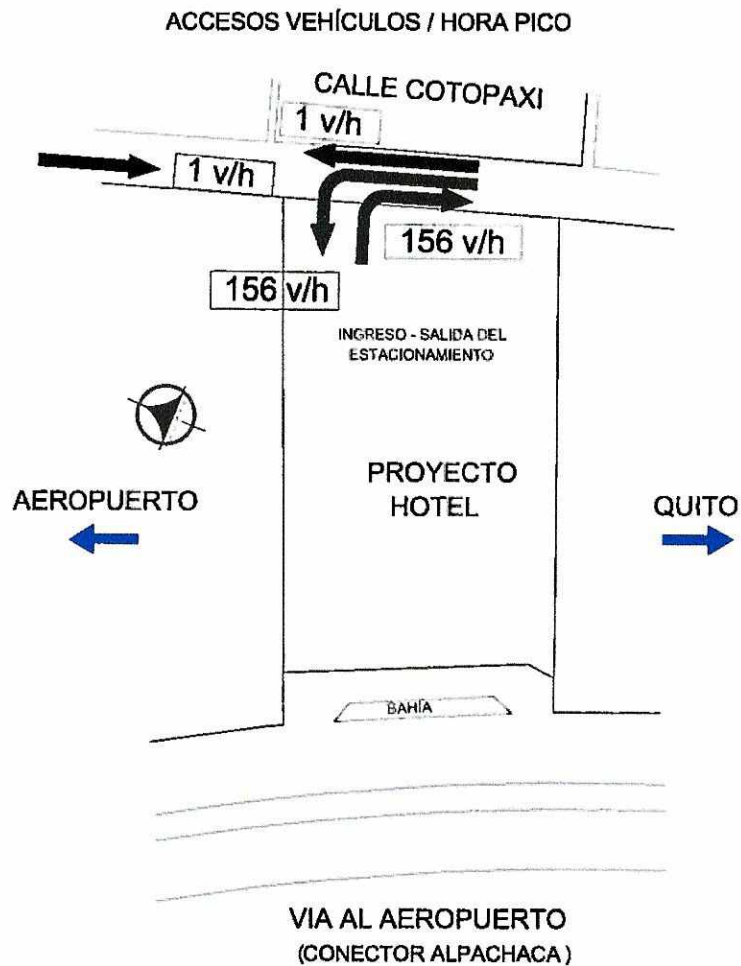 ACCESOS VEHÍCULOS / HORA PICO
CALLE COTOPAXI
1 v/h
1 v/h
156 v/h
156 v/h
INGRESO - SALIDA DEL
ESTACIONAMIENTO
PROYECTO
HOTEL
AEROPUERTO
QUITO
BAHÍA
VIA AL AEROPUERTO
(CONECTOR ALPACHACA)